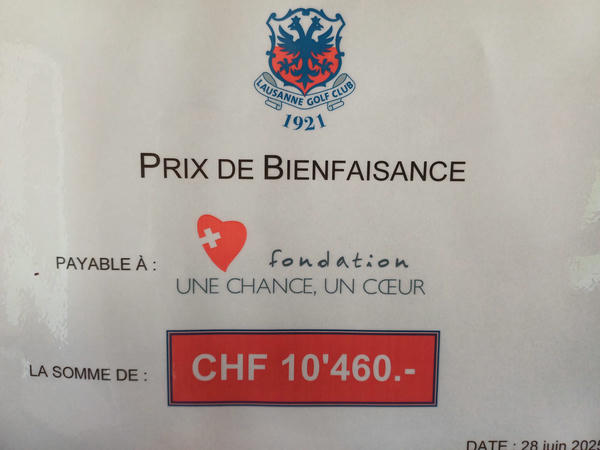 LAUSANNE GOLF CLUB
1921
PRIX DE BIENFAISANCE
PAYABLE À :
fondation
UNE CHANCE, UN CŒUR
LA SOMME DE :
CHF 10'460.-
DATE : 28 juin 2025